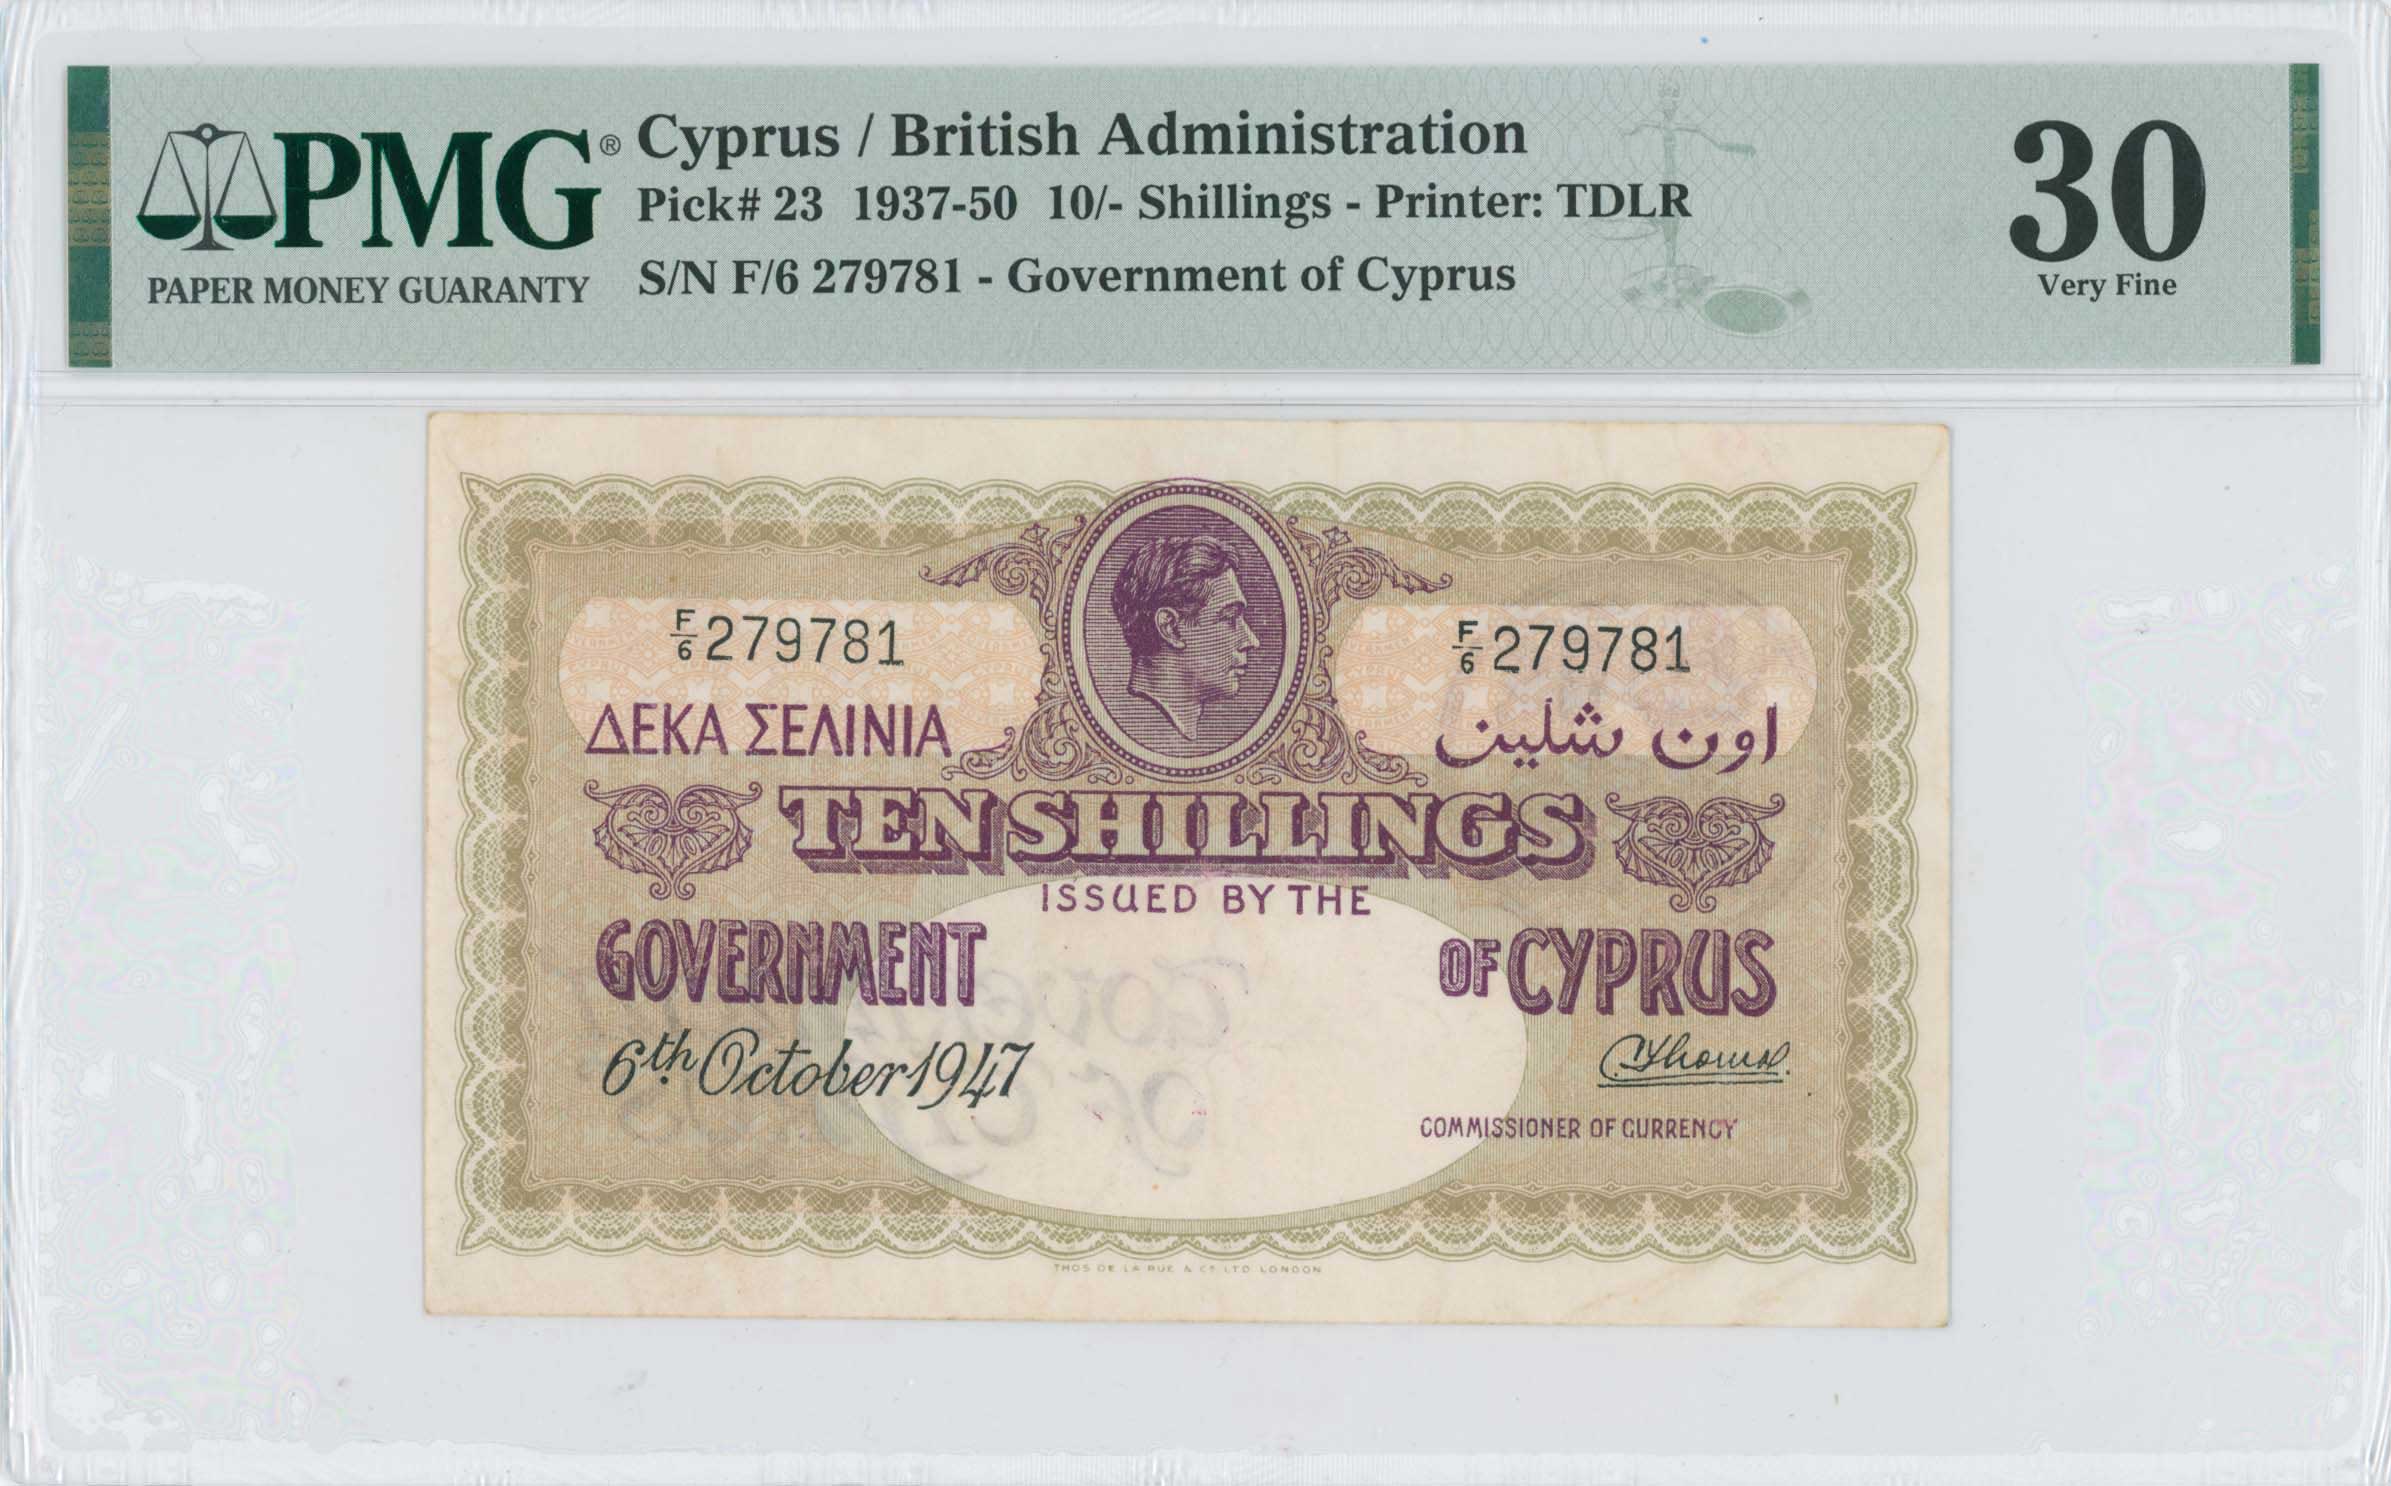 PMG®
PAPER MONEY GUARANTY
Cyprus / British Administration
Pick# 23 1937-50 10/- Shillings - Printer: TDLR
S/N F/6 279781 - Government of Cyprus
30
Very Fine
F/6 279781
F/6 279781
ΔΕΚΑ ΣΕΛΙΝΙΑ
اون شلين
TEN SHILLINGS
ISSUED BY THE
GOVERNMENT OF CYPRUS
6th October 1947
COMMISSIONER OF CURRENCY
THOS DE LA RUE & CO LTD LONDON